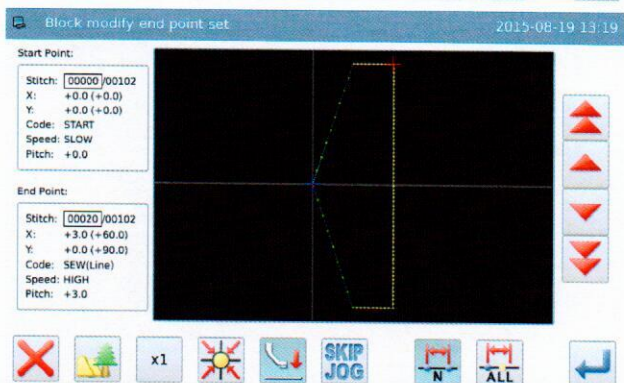 Block modify end point set
2015-08-19 13:19
Start Point:
Stitch: 00000/00102
X: +0.0 (+0.0)
Y: +0.0 (+0.0)
Code: START
Speed: SLOW
Pitch: +0.0
End Point:
Stitch: 00020/00102
X: +3.0 (+60.0)
Y: +0.0 (+90.0)
Code: SEW(Line)
Speed: HIGH
Pitch: +3.0
x1
SKIP
JOG
N
ALL